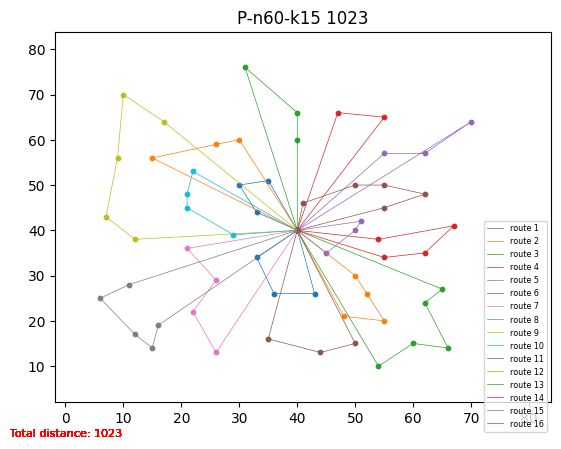 P-n60-k15 1023
80
70
60
50
40
30
20
10
0 10 20 30 40 50 60 70 80
route 1
route 2
route 3
route 4
route 5
route 6
route 7
route 8
route 9
route 10
route 11
route 12
route 13
route 14
route 15
route 16
Total distance: 1023